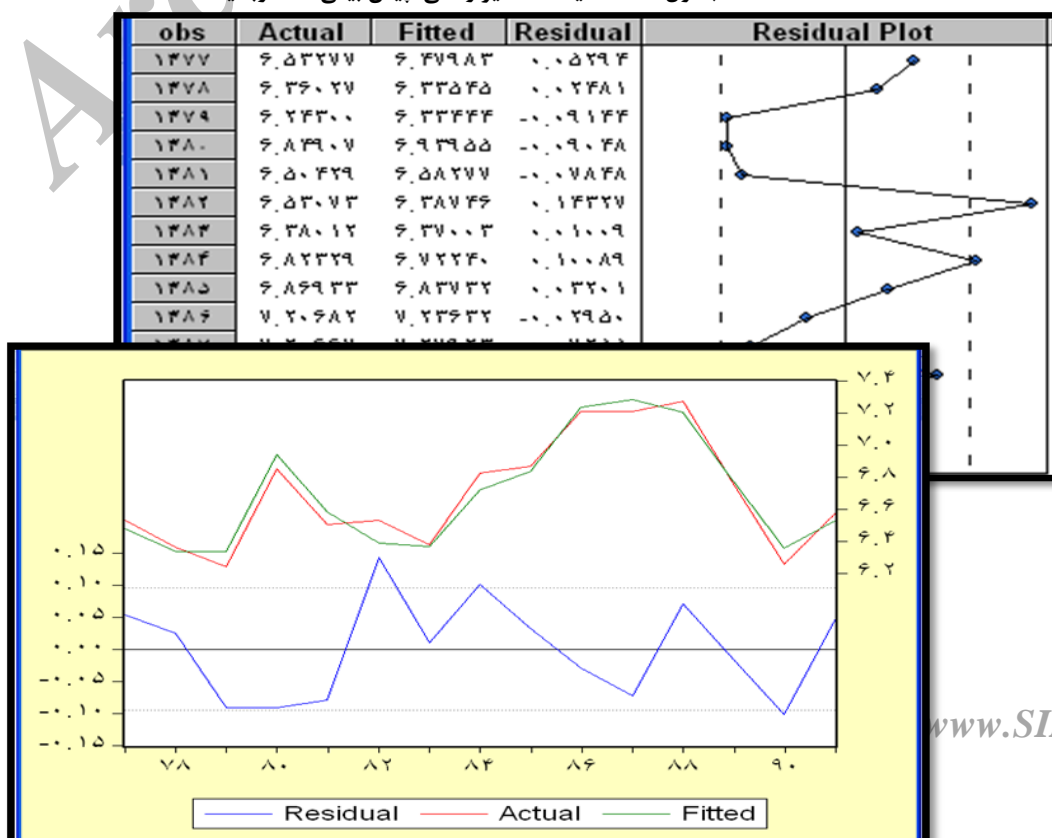 obs Actual Fitted Residual Residual Plot
۱۳۷۷ ۶.۵۳۲۷۷ ۶.۴۷۹۸۳ ۰.۰۵۲۹۴
۱۳۷۸ ۶.۳۶۰۲۷ ۶.۳۳۵۴۵ ۰.۰۲۴۸۱
۱۳۷۹ ۶.۲۴۳۰۰ ۶.۳۳۴۴۴ -۰.۰۹۱۴۴
۱۳۸۰ ۶.۸۴۹۰۷ ۶.۹۳۹۵۵ -۰.۰۹۰۴۸
۱۳۸۱ ۶.۵۰۴۲۹ ۶.۵۸۲۷۷ -۰.۰۷۸۴۸
۱۳۸۲ ۶.۵۳۰۷۳ ۶.۳۸۷۴۶ ۰.۱۴۳۲۷
۱۳۸۳ ۶.۳۸۰۱۲ ۶.۳۷۰۰۳ ۰.۰۱۰۰۹
۱۳۸۴ ۶.۸۲۳۲۹ ۶.۷۲۲۴۰ ۰.۱۰۰۸۹
۱۳۸۵ ۶.۸۶۹۳۳ ۶.۸۳۷۳۲ ۰.۰۳۲۰۱
۱۳۸۶ ۷.۲۰۶۸۲ ۷.۲۳۶۳۲ -۰.۰۲۹۵۰
۷.۴
۷.۲
۷.۰
۶.۸
۶.۶
۶.۴
۶.۲
۰.۱۵
۰.۱۰
۰.۰۵
۰.۰۰
-۰.۰۵
-۰.۱۰
-۰.۱۵
۷۸ ۸۰ ۸۲ ۸۴ ۸۶ ۸۸ ۹۰
Residual Actual Fitted